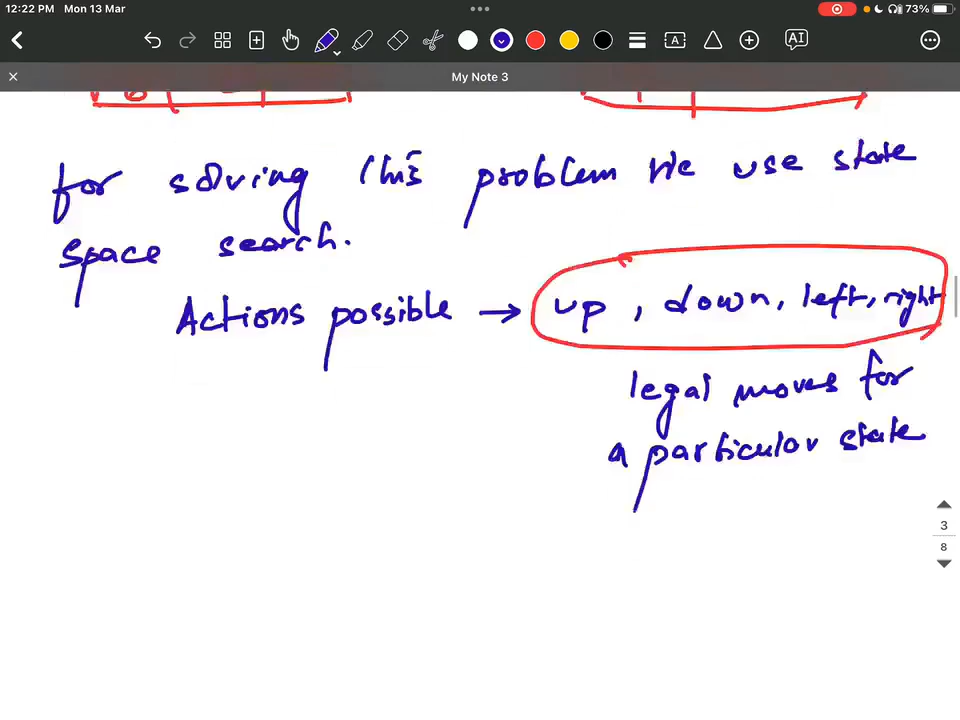 12:22 PM Mon 13 Mar
73%
A
AI
My Note 3
for solving this problem we use state
space search.
Actions possible → up, down, left, right
legal moves for
a particular state
3
8